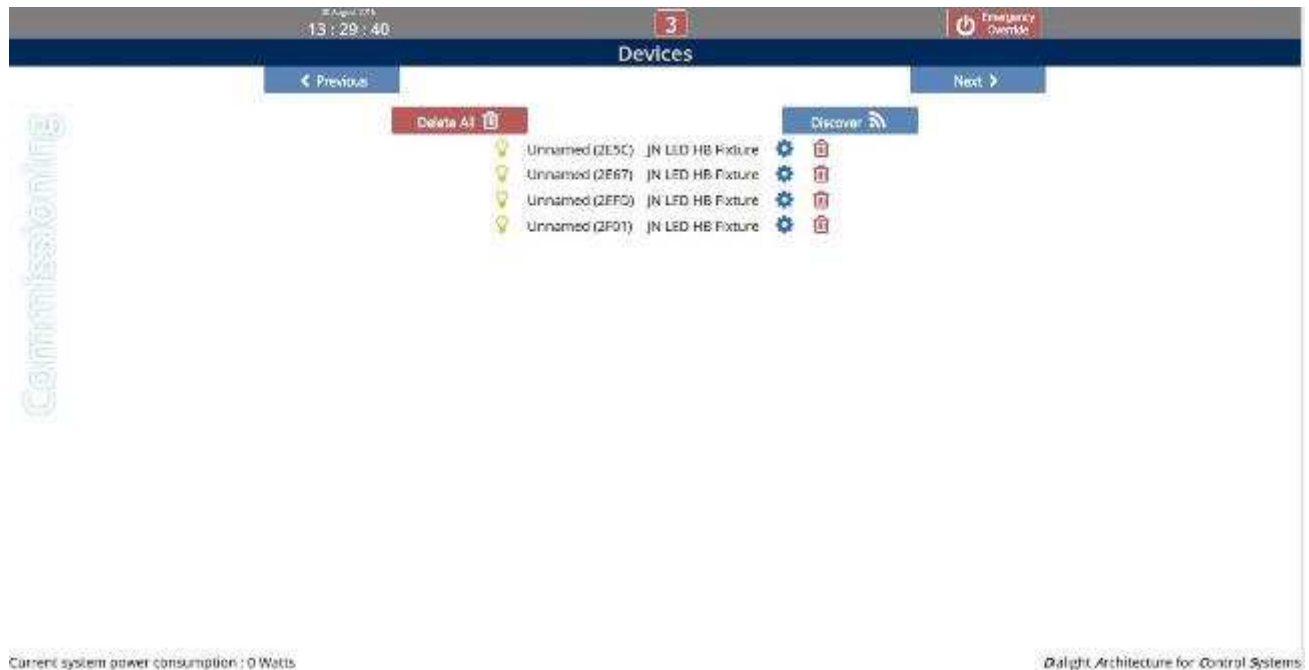 13 : 29 : 40
3
Emergency
Override
Devices
Previous
Next
Delete All
Discover
Unnamed (2E5C) JN LED HB Fixture
Unnamed (2E67) JN LED HB Fixture
Unnamed (2EFD) JN LED HB Fixture
Unnamed (2F01) JN LED HB Fixture
Commissioning
Current system power consumption : 0 Watts
Dialight Architecture for Control Systems